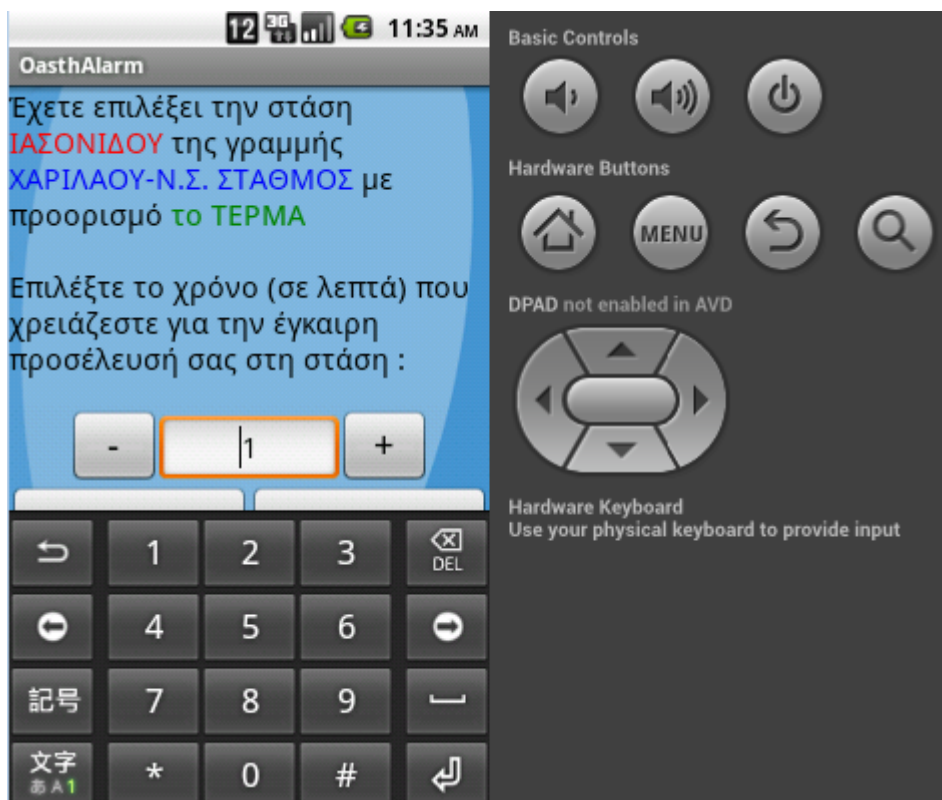 12 3G 11:35 AM
OasthAlarm
Έχετε επιλέξει την στάση
ΙΑΣΟΝΙΔΟΥ της γραμμής
ΧΑΡΙΛΑΟΥ-Ν.Σ. ΣΤΑΘΜΟΣ με
προορισμό το ΤΕΡΜΑ
Επιλέξτε το χρόνο (σε λεπτά) που
χρειάζεστε για την έγκαιρη
προσέλευσή σας στη στάση :
- 1 +
1 2 3 DEL
4 5 6
記号 7 8 9
文字 * 0 #
あ A 1
Basic Controls
Hardware Buttons
MENU
DPAD not enabled in AVD
Hardware Keyboard
Use your physical keyboard to provide input